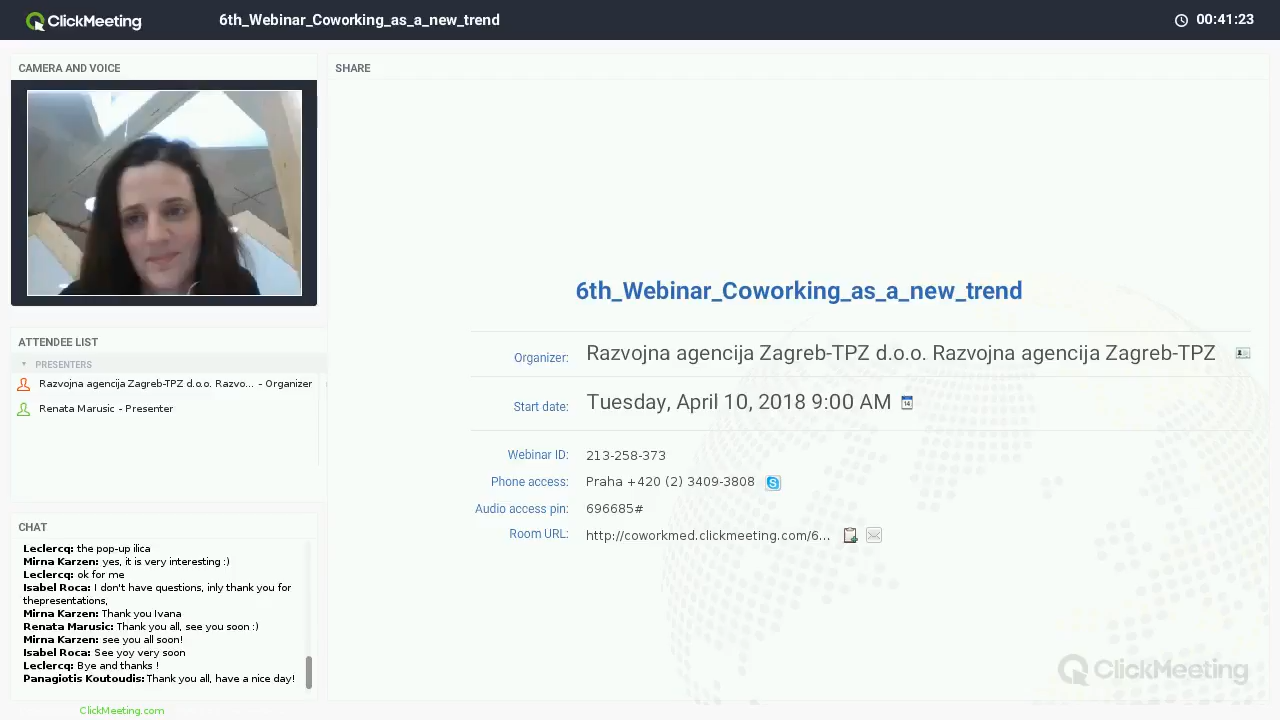 ClickMeeting
6th_Webinar_Coworking_as_a_new_trend
00:41:23
CAMERA AND VOICE
SHARE
6th_Webinar_Coworking_as_a_new_trend
Organizer: Razvojna agencija Zagreb-TPZ d.o.o. Razvojna agencija Zagreb-TPZ
Start date: Tuesday, April 10, 2018 9:00 AM
14
Webinar ID: 213-258-373
Phone access: Praha +420 (2) 3409-3808
Audio access pin: 696685#
Room URL: http://coworkmed.clickmeeting.com/6...
ATTENDEE LIST
PRESENTERS
Razvojna agencija Zagreb-TPZ d.o.o. Razvo... - Organizer
Renata Marusic - Presenter
CHAT
Leclercq: the pop-up ilica
Mirna Karzen: yes, it is very interesting :)
Leclercq: ok for me
Isabel Roca: I don't have questions, inly thank you for
thepresentations,
Mirna Karzen: Thank you Ivana
Renata Marusic: Thank you all, see you soon :)
Mirna Karzen: see you all soon!
Isabel Roca: See yoy very soon
Leclercq: Bye and thanks !
Panagiotis Koutoudis: Thank you all, have a nice day!
ClickMeeting.com
ClickMeeting